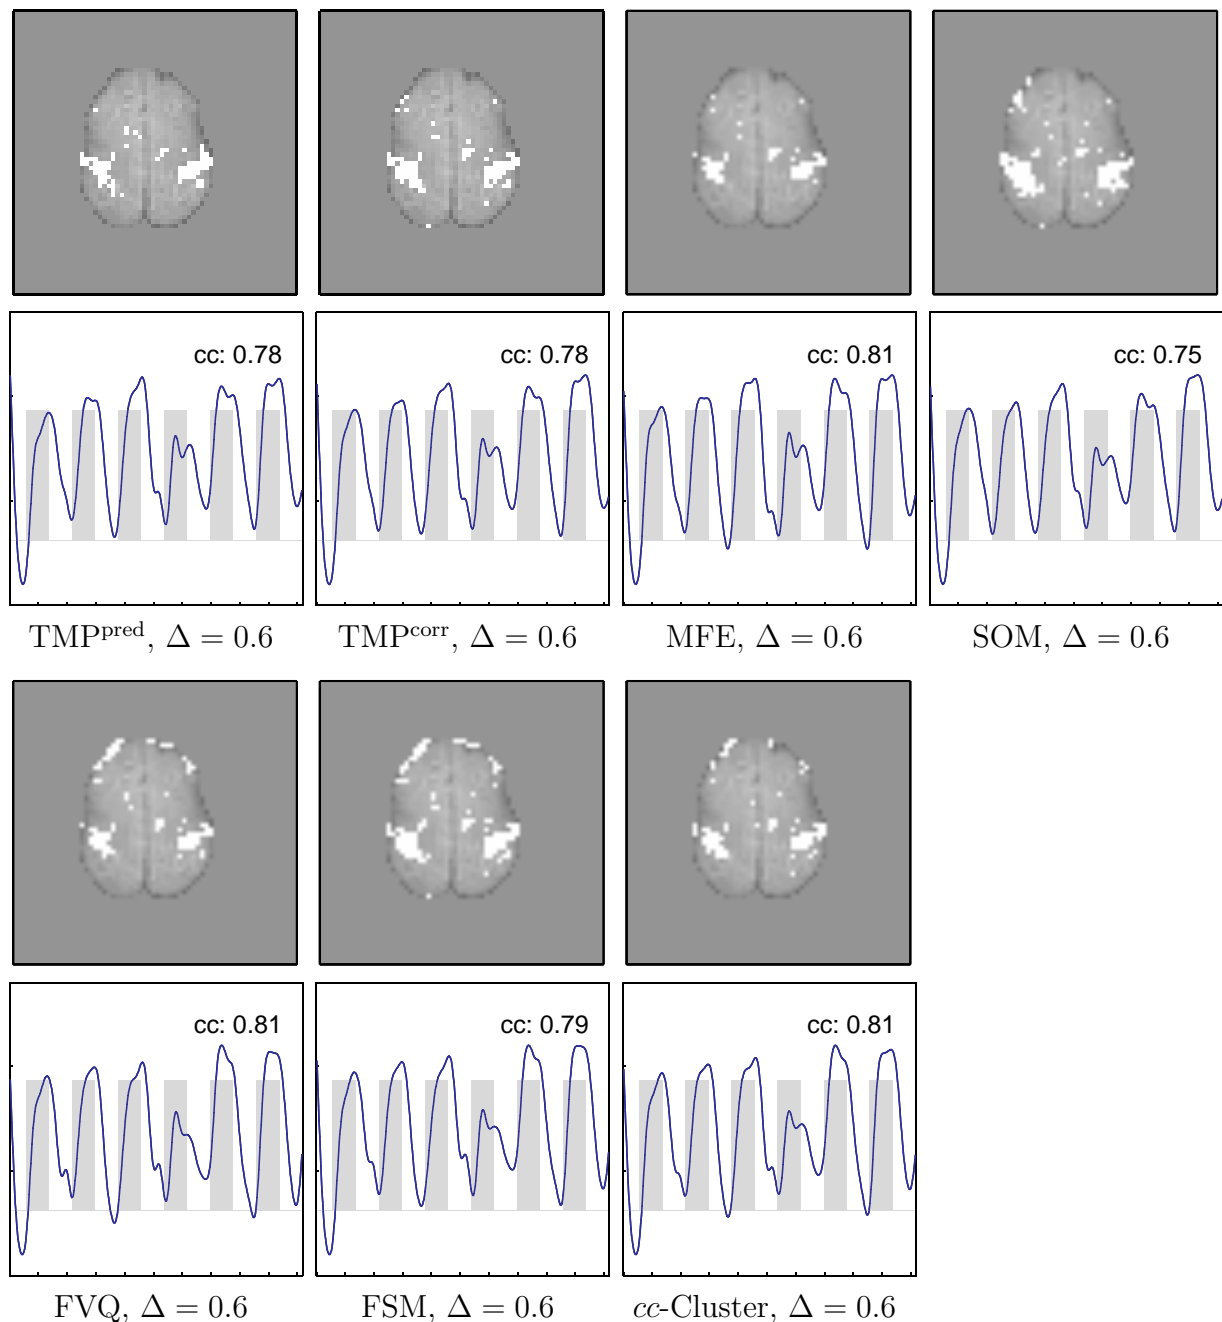 cc: 0.78 cc: 0.78 cc: 0.81 cc: 0.75
TMP^pred, Δ = 0.6 TMP^corr, Δ = 0.6 MFE, Δ = 0.6 SOM, Δ = 0.6
cc: 0.81 cc: 0.79 cc: 0.81
FVQ, Δ = 0.6 FSM, Δ = 0.6 cc-Cluster, Δ = 0.6